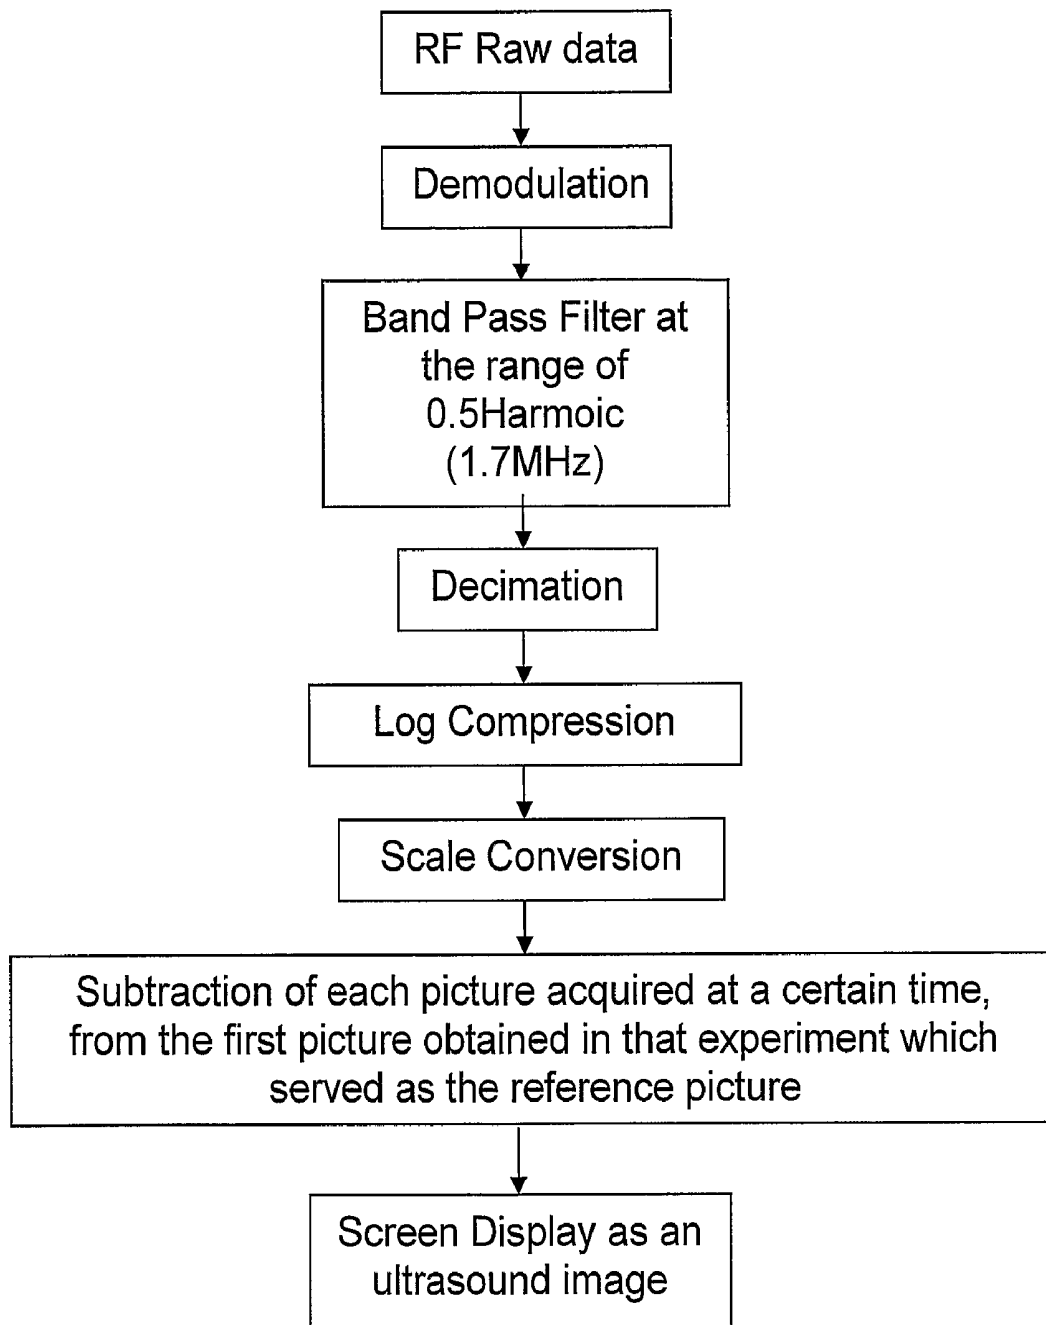 RF Raw data
Demodulation
Band Pass Filter at
the range of
0.5Harmoic
(1.7MHz)
Decimation
Log Compression
Scale Conversion
Subtraction of each picture acquired at a certain time,
from the first picture obtained in that experiment which
served as the reference picture
Screen Display as an
ultrasound image